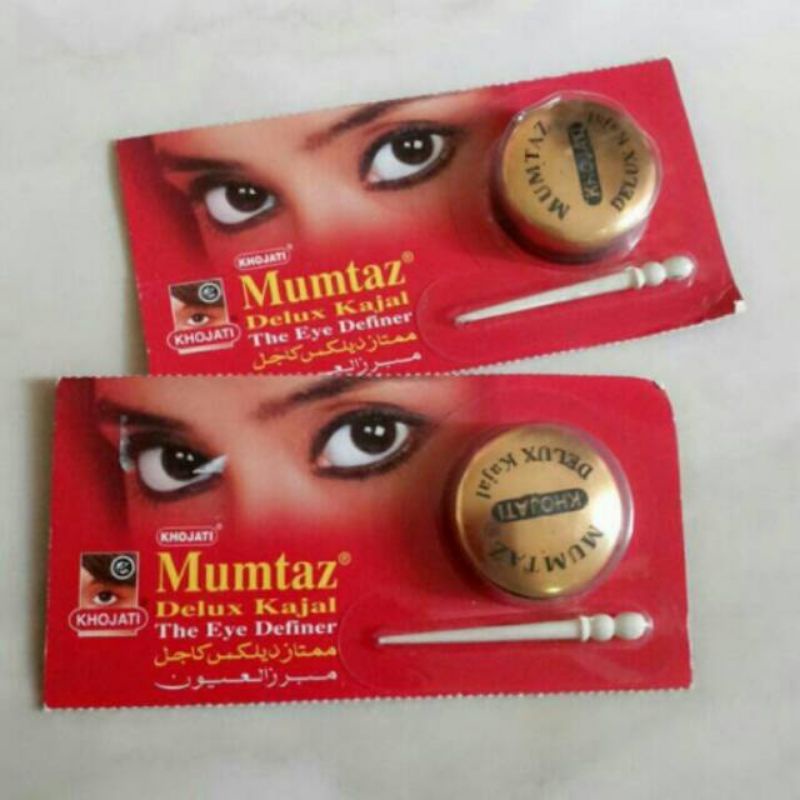 MUMTAZ
KHOJATI
DELUX Kajal
KHOJATI®
Mumtaz®
Delux Kajal
The Eye Definer
ممتاز ڈیلکس کاجل
مبرز العيو
KHOJATI
DELUX Kajal
KHOJATI
MUMTAZ
KHOJATI®
Mumtaz®
Delux Kajal
The Eye Definer
ممتاز ڈیلکس کاجل
مبرز العيون
KHOJATI